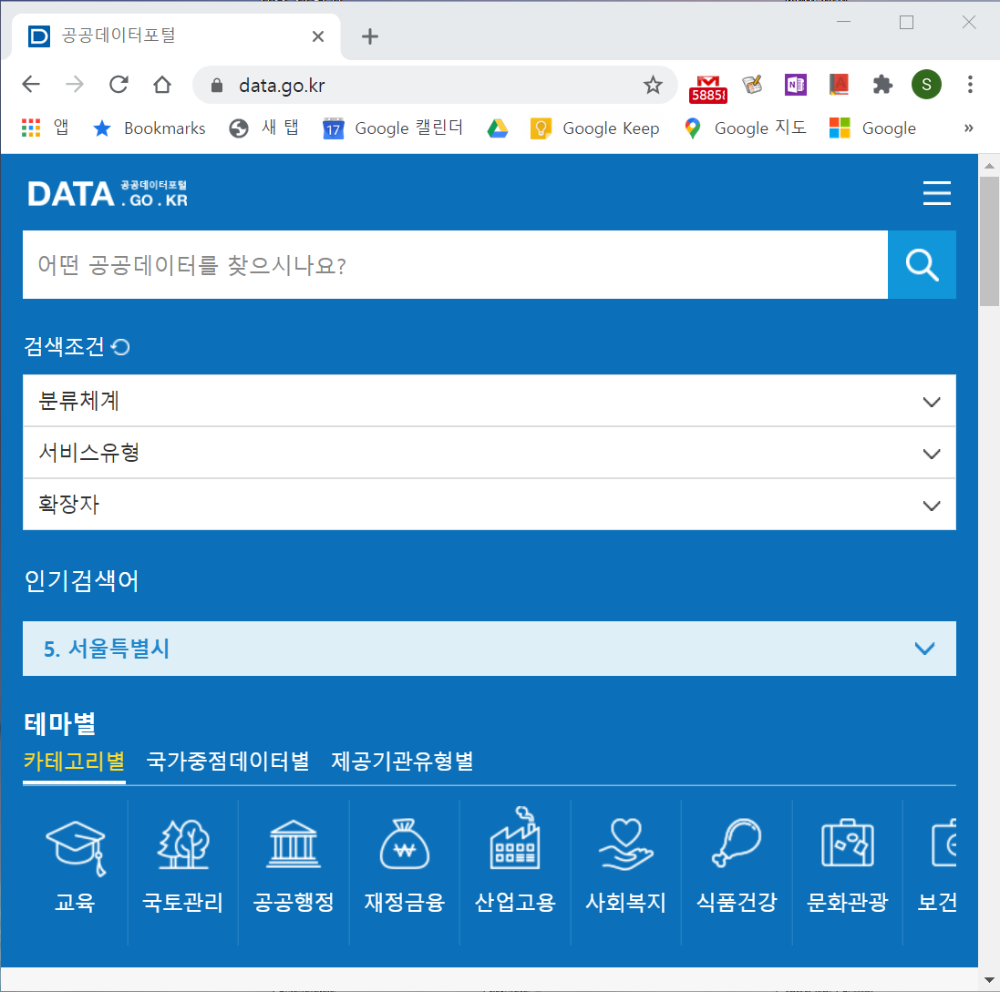 공공데이터포털
data.go.kr
58858
N
A
S
앱
Bookmarks
새 탭
17
Google 캘린더
Google Keep
Google 지도
Google
»
DATA 공공데이터포털
. GO . KR
어떤 공공데이터를 찾으시나요?
검색조건
분류체계
서비스유형
확장자
인기검색어
5. 서울특별시
테마별
카테고리별 국가중점데이터별 제공기관유형별
교육 국토관리 공공행정 재정금융 산업고용 사회복지 식품건강 문화관광 보건